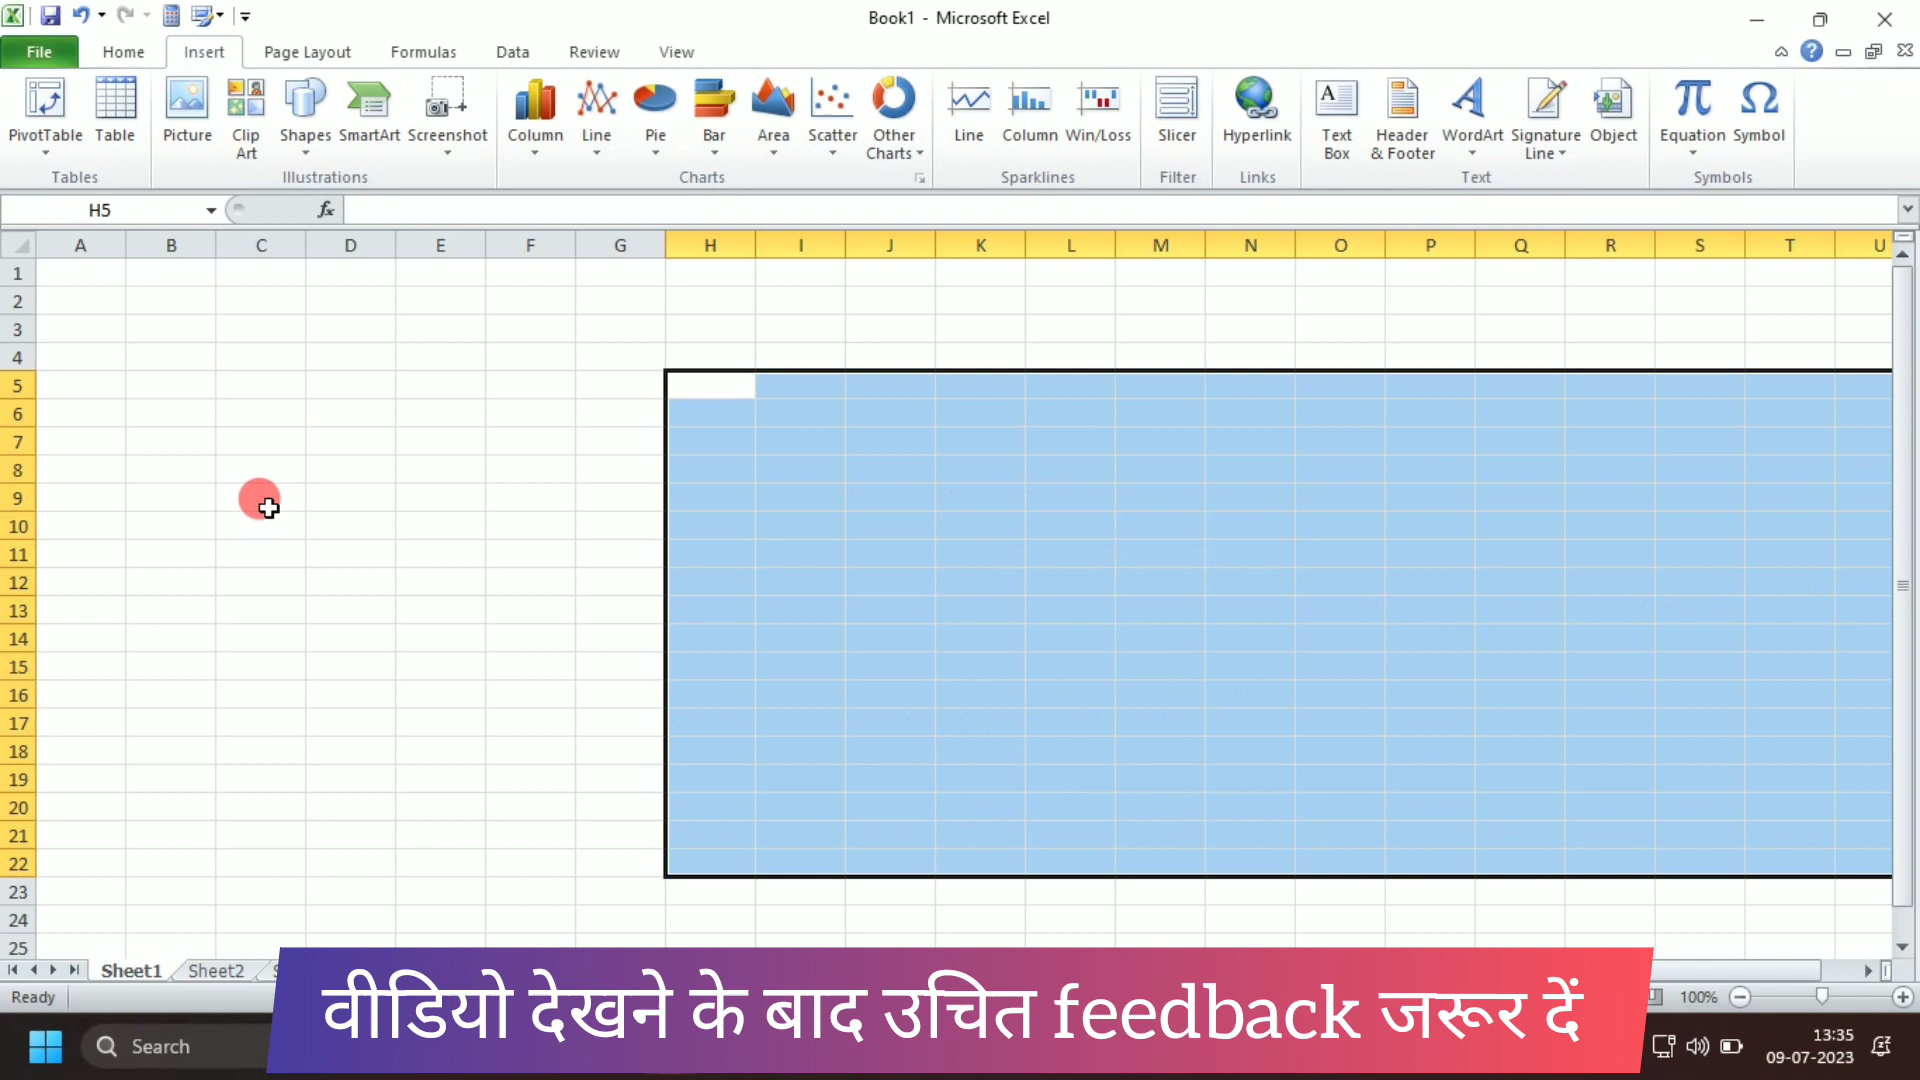 Book1 - Microsoft Excel
File Home Insert Page Layout Formulas Data Review View
PivotTable Table Picture Clip Art Shapes SmartArt Screenshot Column Line Pie Bar Area Scatter Other Charts Line Column Win/Loss Slicer Hyperlink Text Box Header & Footer WordArt Signature Line Object Equation Symbol
Tables Illustrations Charts Sparklines Filter Links Text Symbols
H5 fx
A B C D E F G H I J K L M N O P Q R S T U
1
2
3
4
5
6
7
8
9
10
11
12
13
14
15
16
17
18
19
20
21
22
23
24
25
Sheet1 Sheet2
Ready 100%
वीडियो देखने के बाद उचित feedback जरूर दें
Search 13:35
09-07-2023